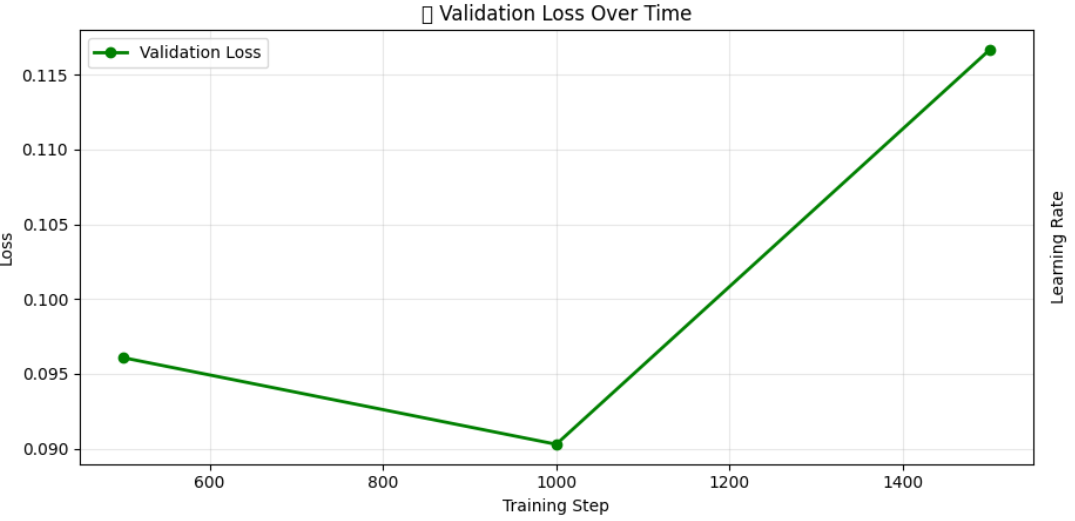 ▯ Validation Loss Over Time
Validation Loss
0.115
0.110
0.105
0.100
0.095
0.090
Loss
Learning Rate
600 800 1000 1200 1400
Training Step